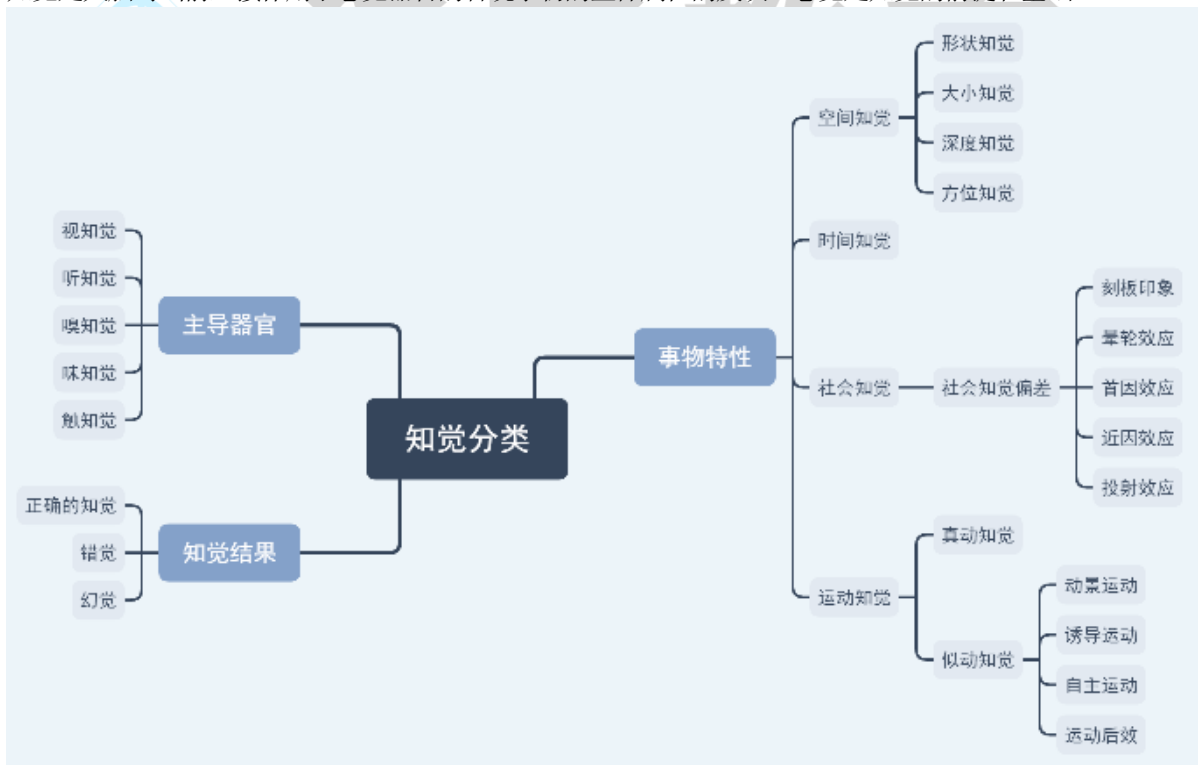 知觉分类
主导器官
视知觉
听知觉
嗅知觉
味知觉
触知觉
知觉结果
正确的知觉
错觉
幻觉
事物特性
空间知觉
形状知觉
大小知觉
深度知觉
方位知觉
时间知觉
社会知觉
社会知觉偏差
刻板印象
晕轮效应
首因效应
近因效应
投射效应
运动知觉
真动知觉
似动知觉
动景运动
诱导运动
自主运动
运动后效